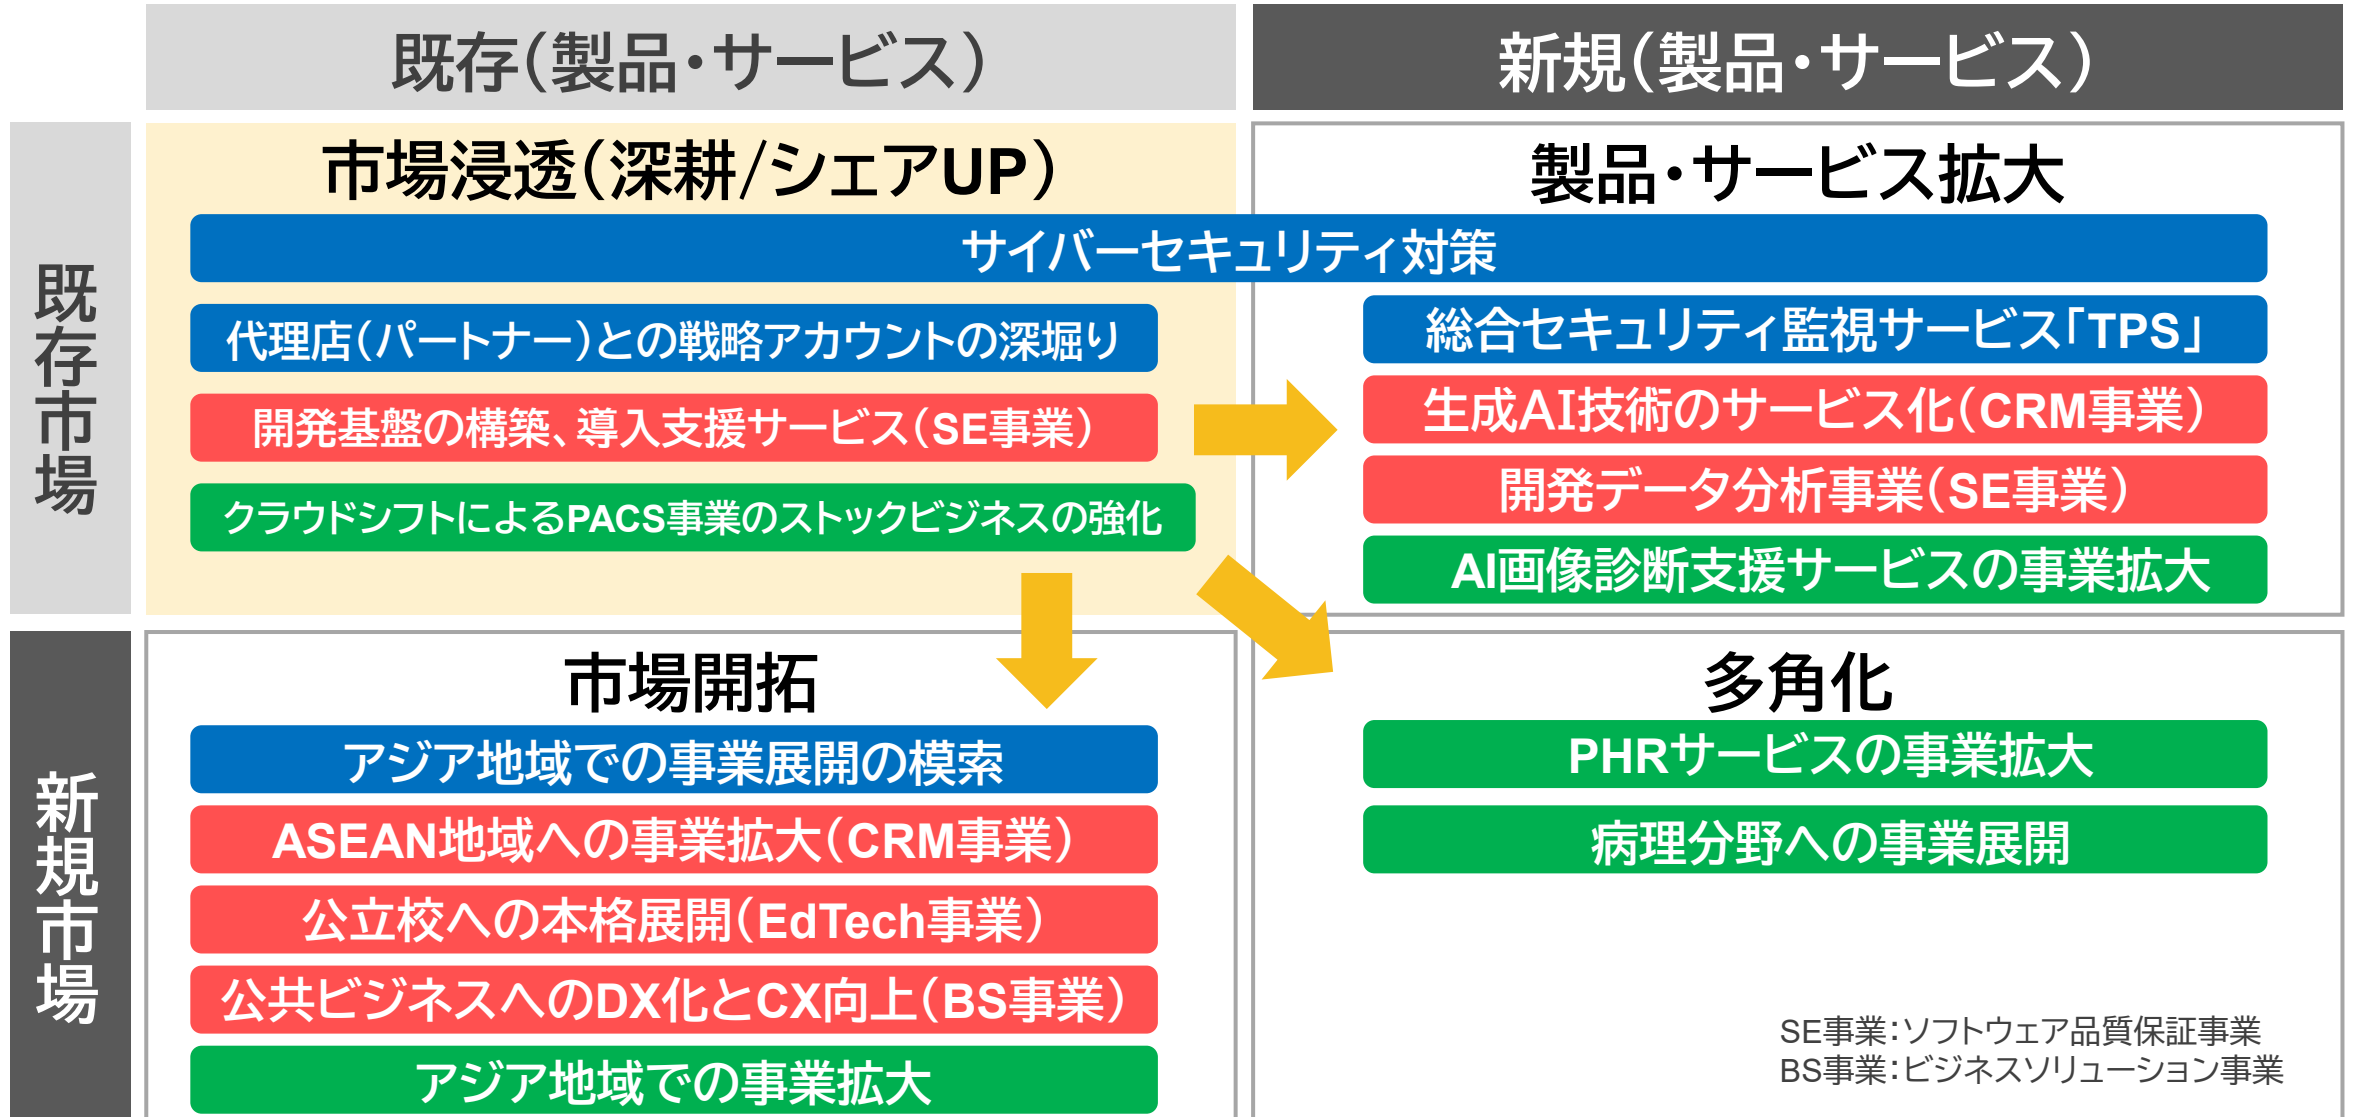 既存（製品・サービス）
新規（製品・サービス）
既存市場
市場浸透（深耕/シェアUP）
製品・サービス拡大
サイバーセキュリティ対策
代理店（パートナー）との戦略アカウントの深堀り
開発基盤の構築、導入支援サービス（SE事業）
クラウドシフトによるPACS事業のストックビジネスの強化
総合セキュリティ監視サービス「TPS」
生成AI技術のサービス化（CRM事業）
開発データ分析事業（SE事業）
AI画像診断支援サービスの事業拡大
新規市場
市場開拓
アジア地域での事業展開の模索
ASEAN地域への事業拡大（CRM事業）
公立校への本格展開（EdTech事業）
公共ビジネスへのDX化とCX向上（BS事業）
アジア地域での事業拡大
多角化
PHRサービスの事業拡大
病理分野への事業展開
SE事業：ソフトウェア品質保証事業
BS事業：ビジネスソリューション事業